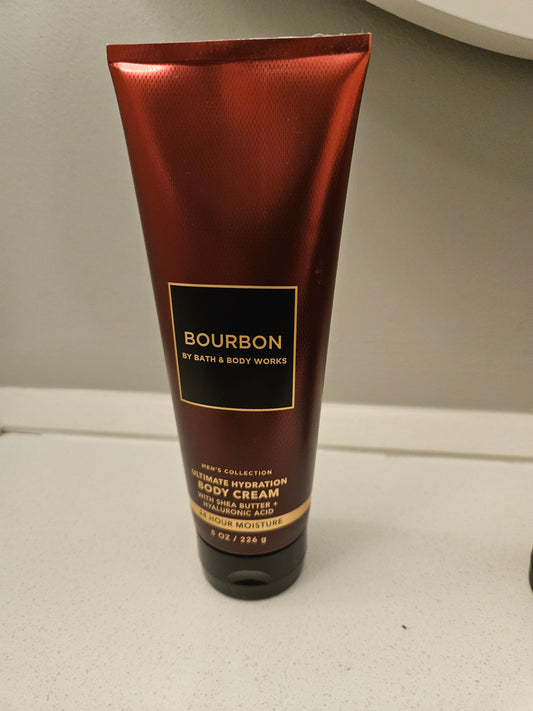 BOURBON
BY BATH & BODY WORKS
MEN'S COLLECTION
ULTIMATE HYDRATION
BODY CREAM
WITH SHEA BUTTER +
HYALURONIC ACID
24 HOUR MOISTURE
8 OZ / 226 g